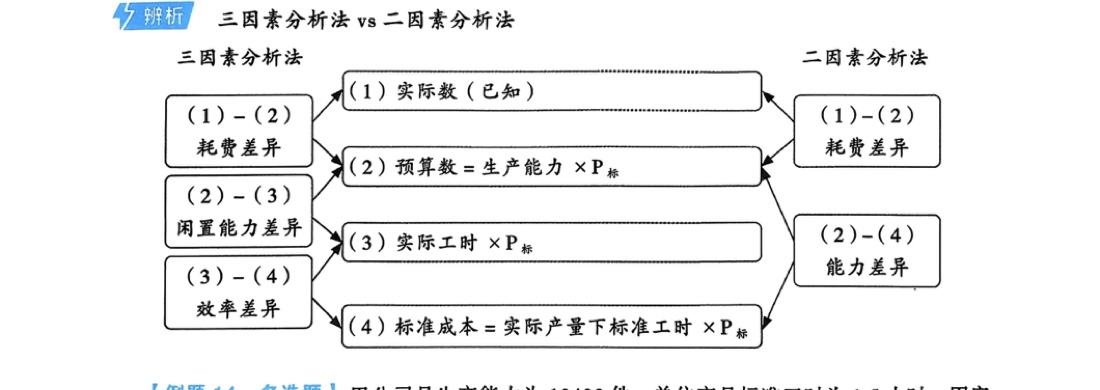 辨析 三因素分析法 vs 二因素分析法
三因素分析法
二因素分析法
(1)-(2)
耗费差异
(2)-(3)
闲置能力差异
(3)-(4)
效率差异
(1)实际数(已知)
(2)预算数=生产能力×P标
(3)实际工时×P标
(4)标准成本=实际产量下标准工时×P标
(1)-(2)
耗费差异
(2)-(4)
能力差异